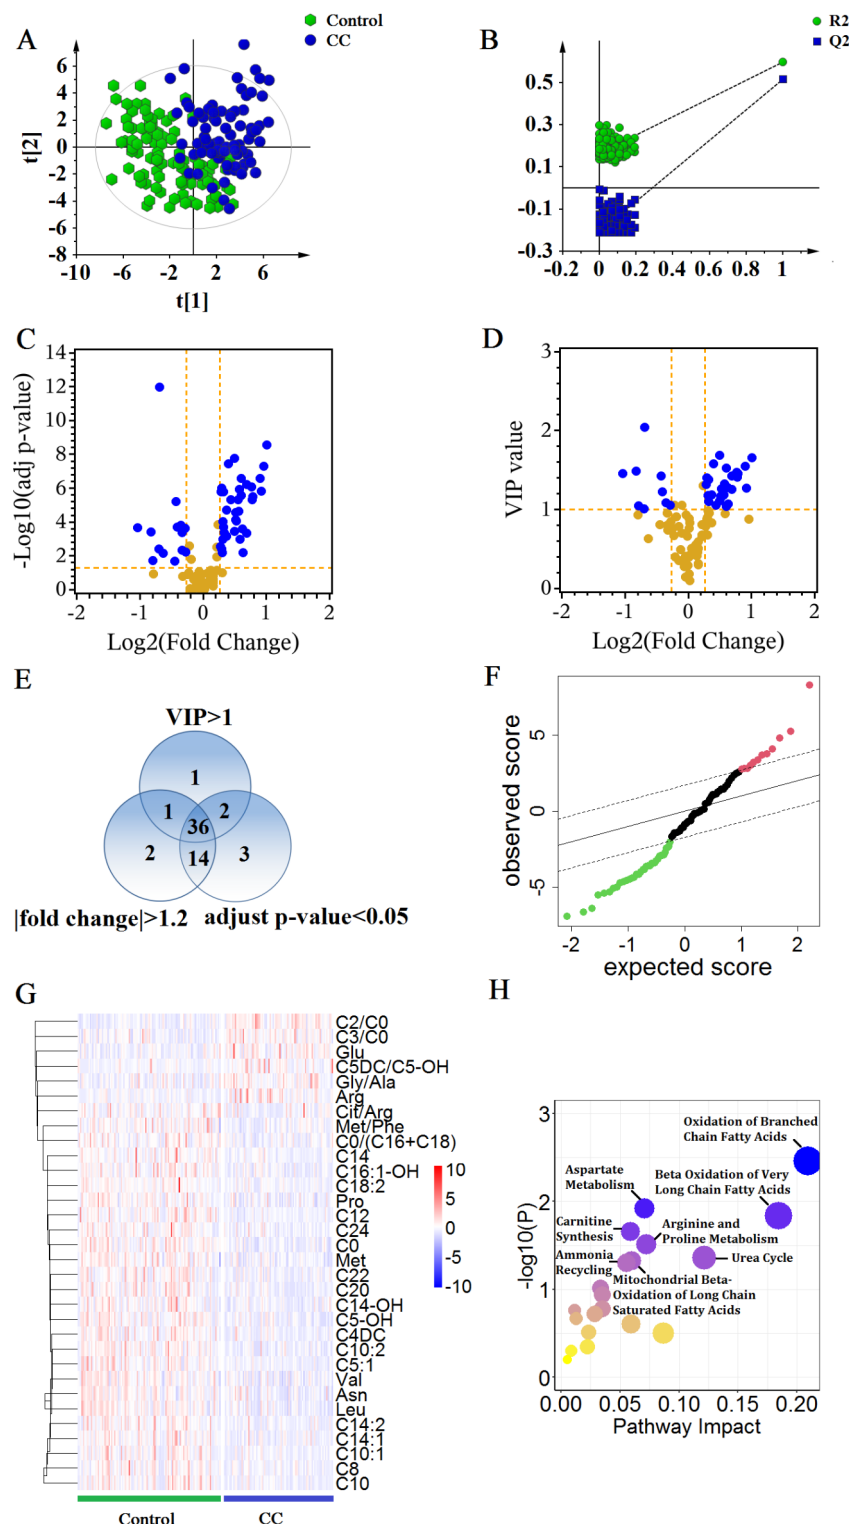 A
Control
CC
6
4
2
0
-2
-4
-6
-8
-10
-6
-2
2
6
t[2]
t[1]
B
R2
Q2
0.5
0.3
0.1
-0.1
-0.3
-0.2
0
0.2
0.4
0.6
0.8
1
C
14
12
10
8
6
4
2
0
-2
-1
0
1
2
-Log10(adj p-value)
Log2(Fold Change)
D
3
2
1
0
-2
-1
0
1
2
VIP value
Log2(Fold Change)
E
VIP>1
1
1
2
36
2
14
3
|fold change|>1.2
adjust p-value<0.05
F
5
0
-5
-2
-1
0
1
2
observed score
expected score
G
C2/C0
C3/C0
Glu
C5DC/C5-OH
Gly/Ala
Arg
Cit/Arg
Met/Phe
C0/(C16+C18)
C14
C16:1-OH
C18:2
Pro
C12
C24
C0
Met
C22
C20
C14-OH
C5-OH
C4DC
C10:2
C5:1
Val
Asn
Leu
C14:2
C14:1
C10:1
C8
C10
10
5
0
-5
-10
Control
CC
H
3
2
1
0
0.00
0.05
0.10
0.15
0.20
-log10(P)
Pathway Impact
Oxidation of Branched
Chain Fatty Acids
Aspartate
Metabolism
Beta Oxidation of Very
Long Chain Fatty Acids
Carnitine
Synthesis
Arginine and
Proline Metabolism
Urea Cycle
Ammonia
Recycling
Mitochondrial Beta-
Oxidation of Long Chain
Saturated Fatty Acids